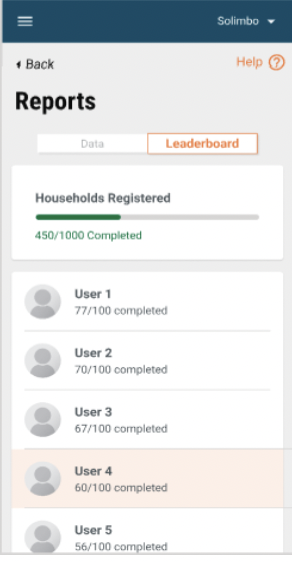 Solimbo
Back
Help
Reports
Data
Leaderboard
Households Registered
450/1000 Completed
User 1
77/100 completed
User 2
70/100 completed
User 3
67/100 completed
User 4
60/100 completed
User 5
56/100 completed